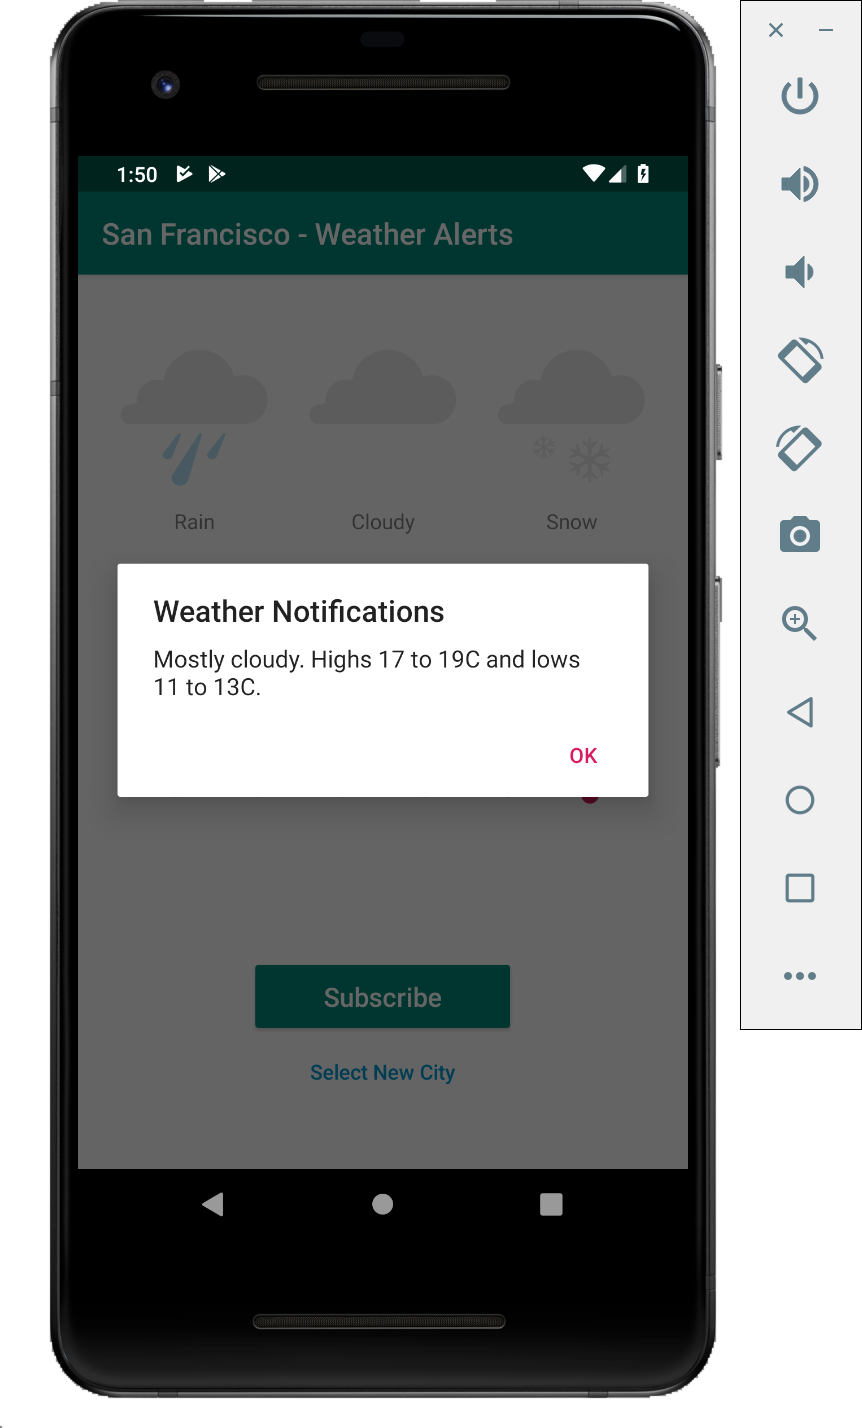 1:50
San Francisco - Weather Alerts
Rain Cloudy Snow
Weather Notifications
Mostly cloudy. Highs 17 to 19C and lows
11 to 13C.
OK
Subscribe
Select New City